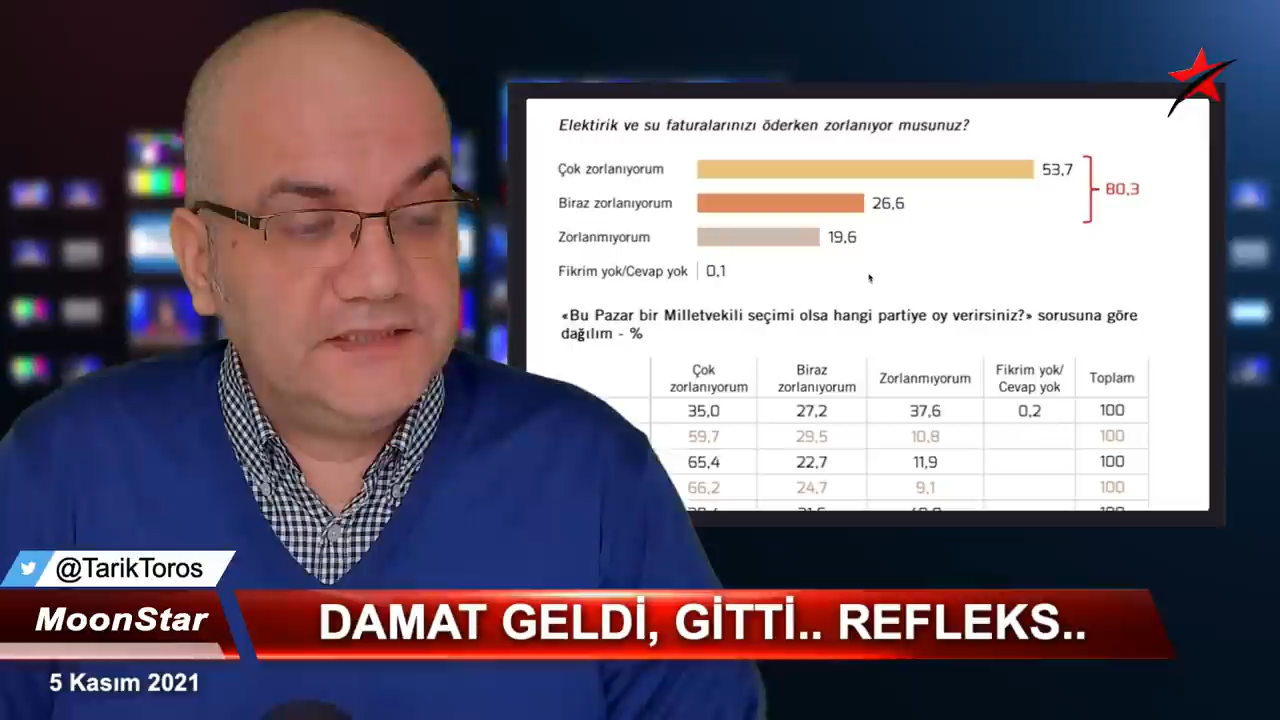 Elektirik ve su faturalarınızı öderken zorlanıyor musunuz?
Çok zorlanıyorum 53,7
Biraz zorlanıyorum 26,6
80,3
Zorlanmıyorum 19,6
Fikrim yok/Cevap yok 0,1
«Bu Pazar bir Milletvekili seçimi olsa hangi partiye oy verirsiniz?» sorusuna göre
dağılım - %
Çok zorlanıyorum Biraz zorlanıyorum Zorlanmıyorum Fikrim yok/ Cevap yok Toplam
35,0 27,2 37,6 0,2 100
59,7 29,5 10,8 100
65,4 22,7 11,9 100
66,2 24,7 9,1 100
@TarikToros
MoonStar
DAMAT GELDİ, GİTTİ.. REFLEKS..
5 Kasım 2021